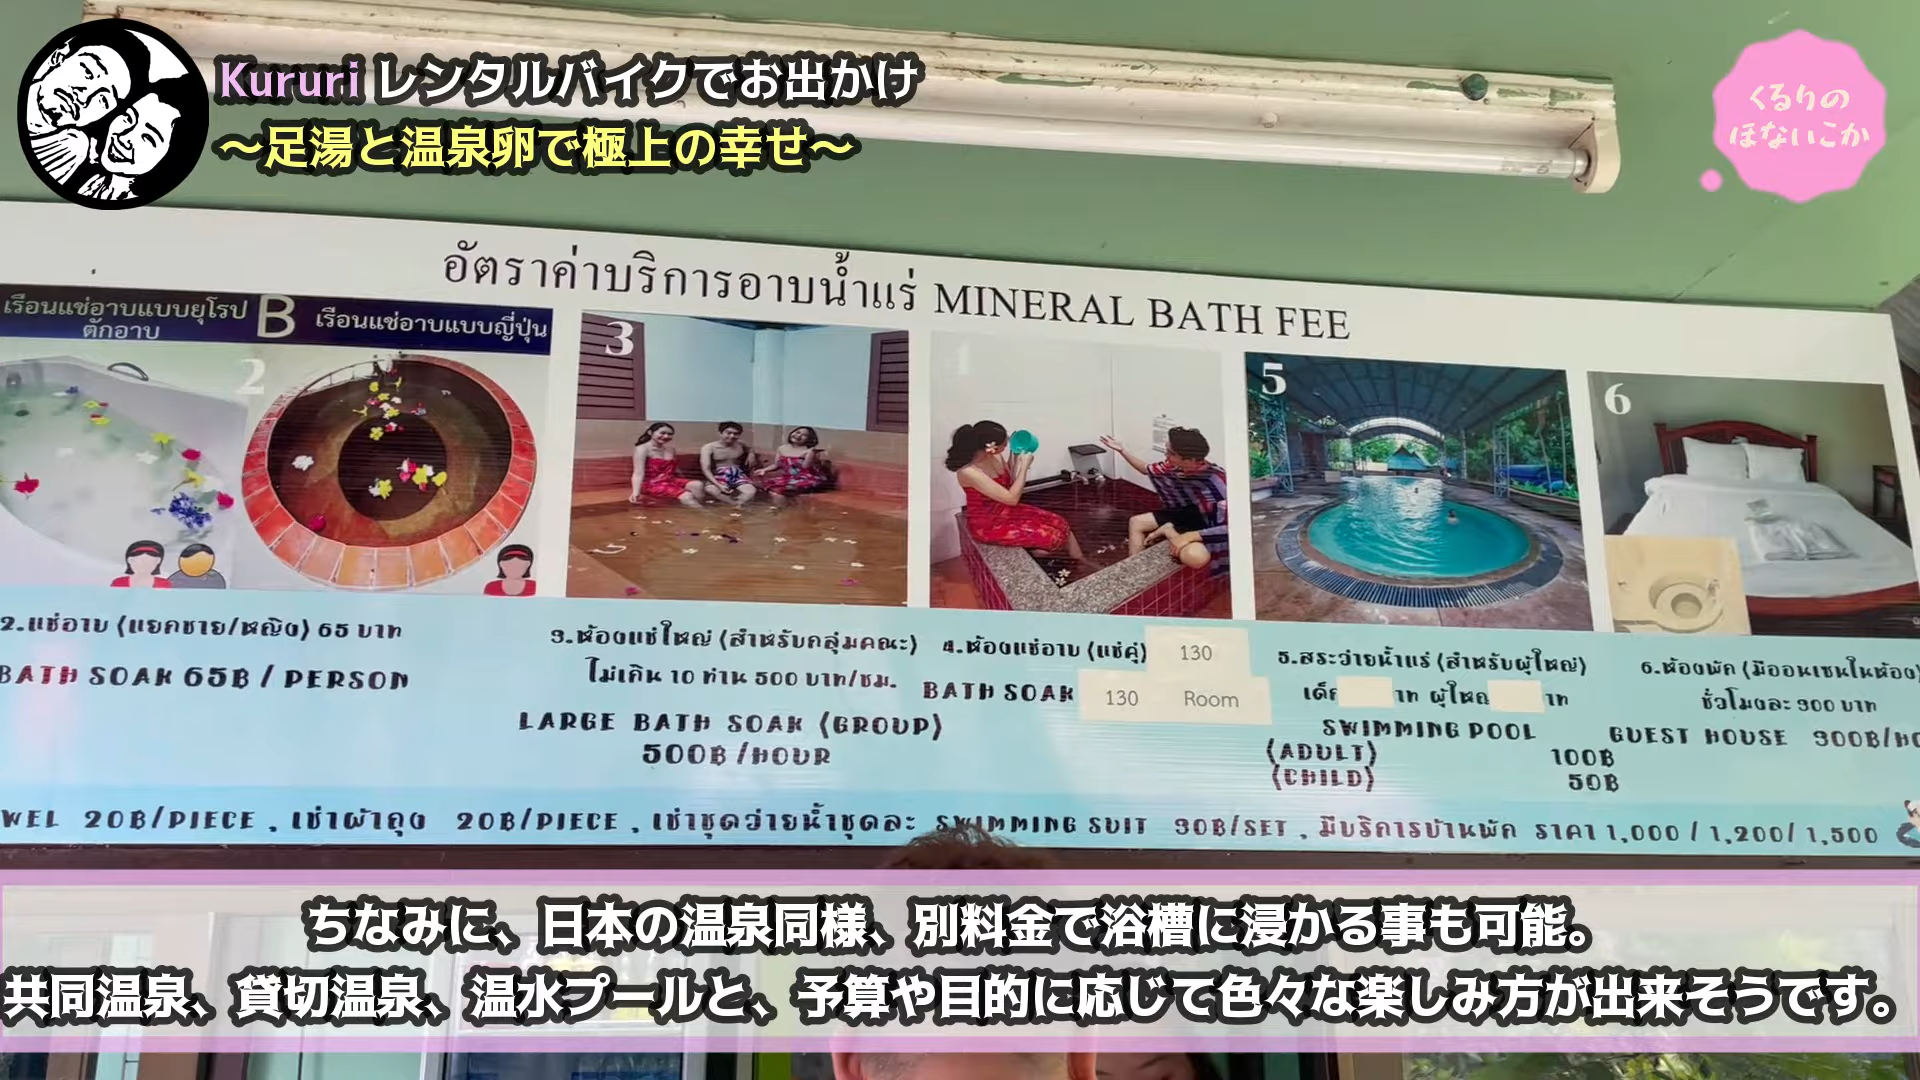 Kururi レンタルバイクでお出かけ
～足湯と温泉卵で極上の幸せ～
くるりの
ほないこか
อัตราค่าบริการอาบน้ำแร่ MINERAL BATH FEE
เรือนแช่อาบแบบยุโรป
ตักอาบ
B เรือนแช่อาบแบบญี่ปุ่น
2
3
5
6
2.แช่อาบ (แยกชาย/หญิง) 65 บาท
BATH SOAK 65฿ / PERSON
3.ห้องแช่ใหญ่ (สำหรับกลุ่มคณะ)
ไม่เกิน 10 ท่าน 500 บาท/ชม.
LARGE BATH SOAK (GROUP)
500฿ /HOUR
4.ห้องแช่อาบ (แช่คู่) 130
BATH SOAK 130 Room
5.สระว่ายน้ำแร่ (สำหรับผู้ใหญ่)
SWIMMING POOL
(ADULT) 100฿
(CHILD) 50฿
6.ห้องพัก (มีออนเซนในห้อง)
ชั่วโมงละ 300 บาท
GUEST HOUSE 300฿/HO
WEL 20฿/PIECE , เช่าผ้าถุง 20฿/PIECE , เช่าชุดว่ายน้ำชุดละ SWIMMING SUIT 30฿/SET , มีบริการบ้านพัก ราคา 1,000 / 1,200/ 1,500
ちなみに、日本の温泉同様、別料金で浴槽に浸かる事も可能。
共同温泉、貸切温泉、温水プールと、予算や目的に応じて色々な楽しみ方が出来そうです。